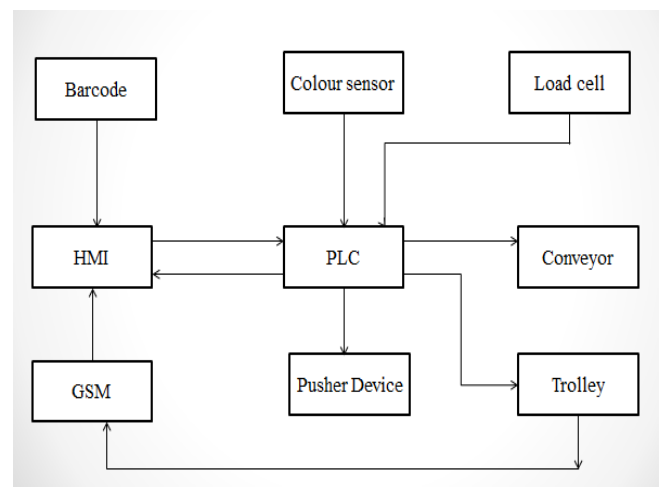 Barcode
Colour sensor
Load cell
HMI
PLC
Conveyor
GSM
Pusher Device
Trolley